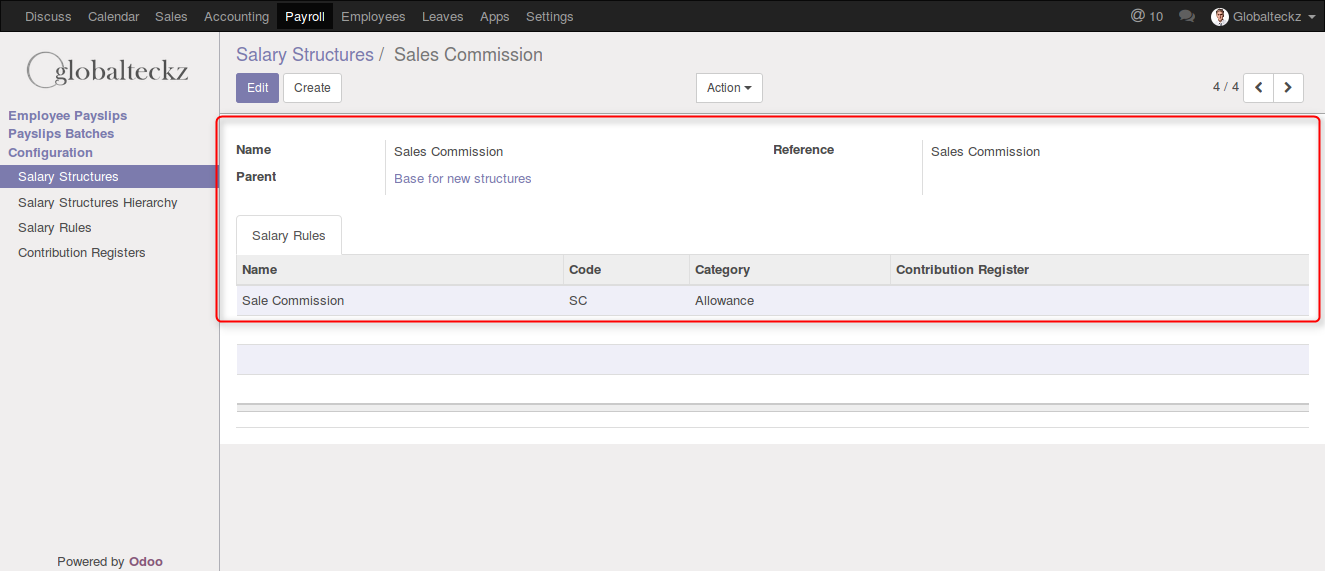 Discuss Calendar Sales Accounting Payroll Employees Leaves Apps Settings @ 10 Globalteckz
globalteckz
Employee Payslips
Payslips Batches
Configuration
Salary Structures
Salary Structures Hierarchy
Salary Rules
Contribution Registers
Powered by Odoo
Salary Structures / Sales Commission
Edit Create Action 4 / 4
Name Sales Commission Reference Sales Commission
Parent Base for new structures
Salary Rules
Name Code Category Contribution Register
Sale Commission SC Allowance